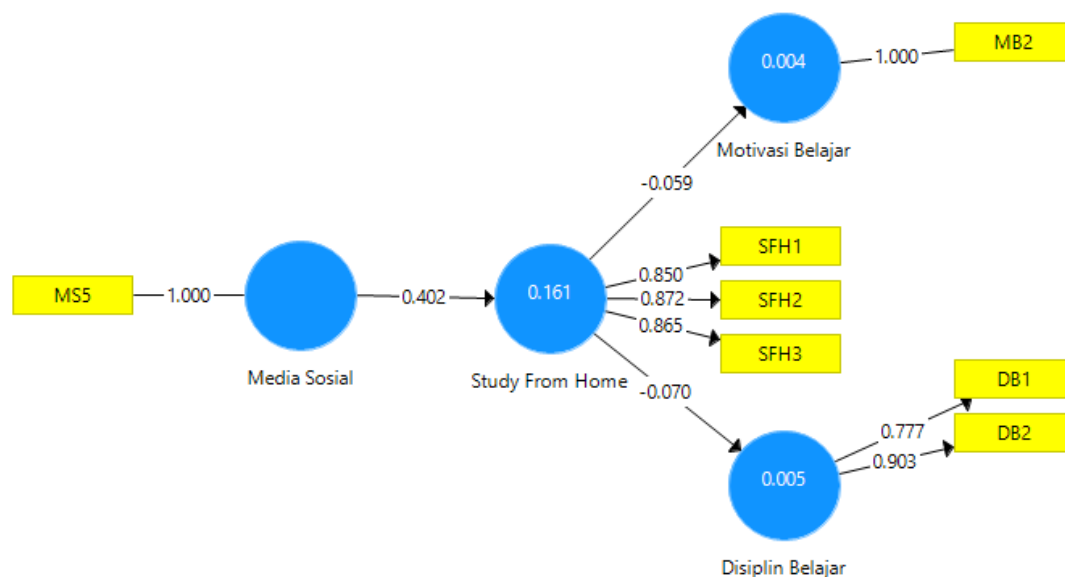 0.004
MB2
1.000
Motivasi Belajar
-0.059
SFH1
0.850
MS5
1.000
0.402
0.161
0.872
SFH2
0.865
SFH3
Media Sosial
Study From Home
-0.070
DB1
0.777
DB2
0.903
0.005
Disiplin Belajar